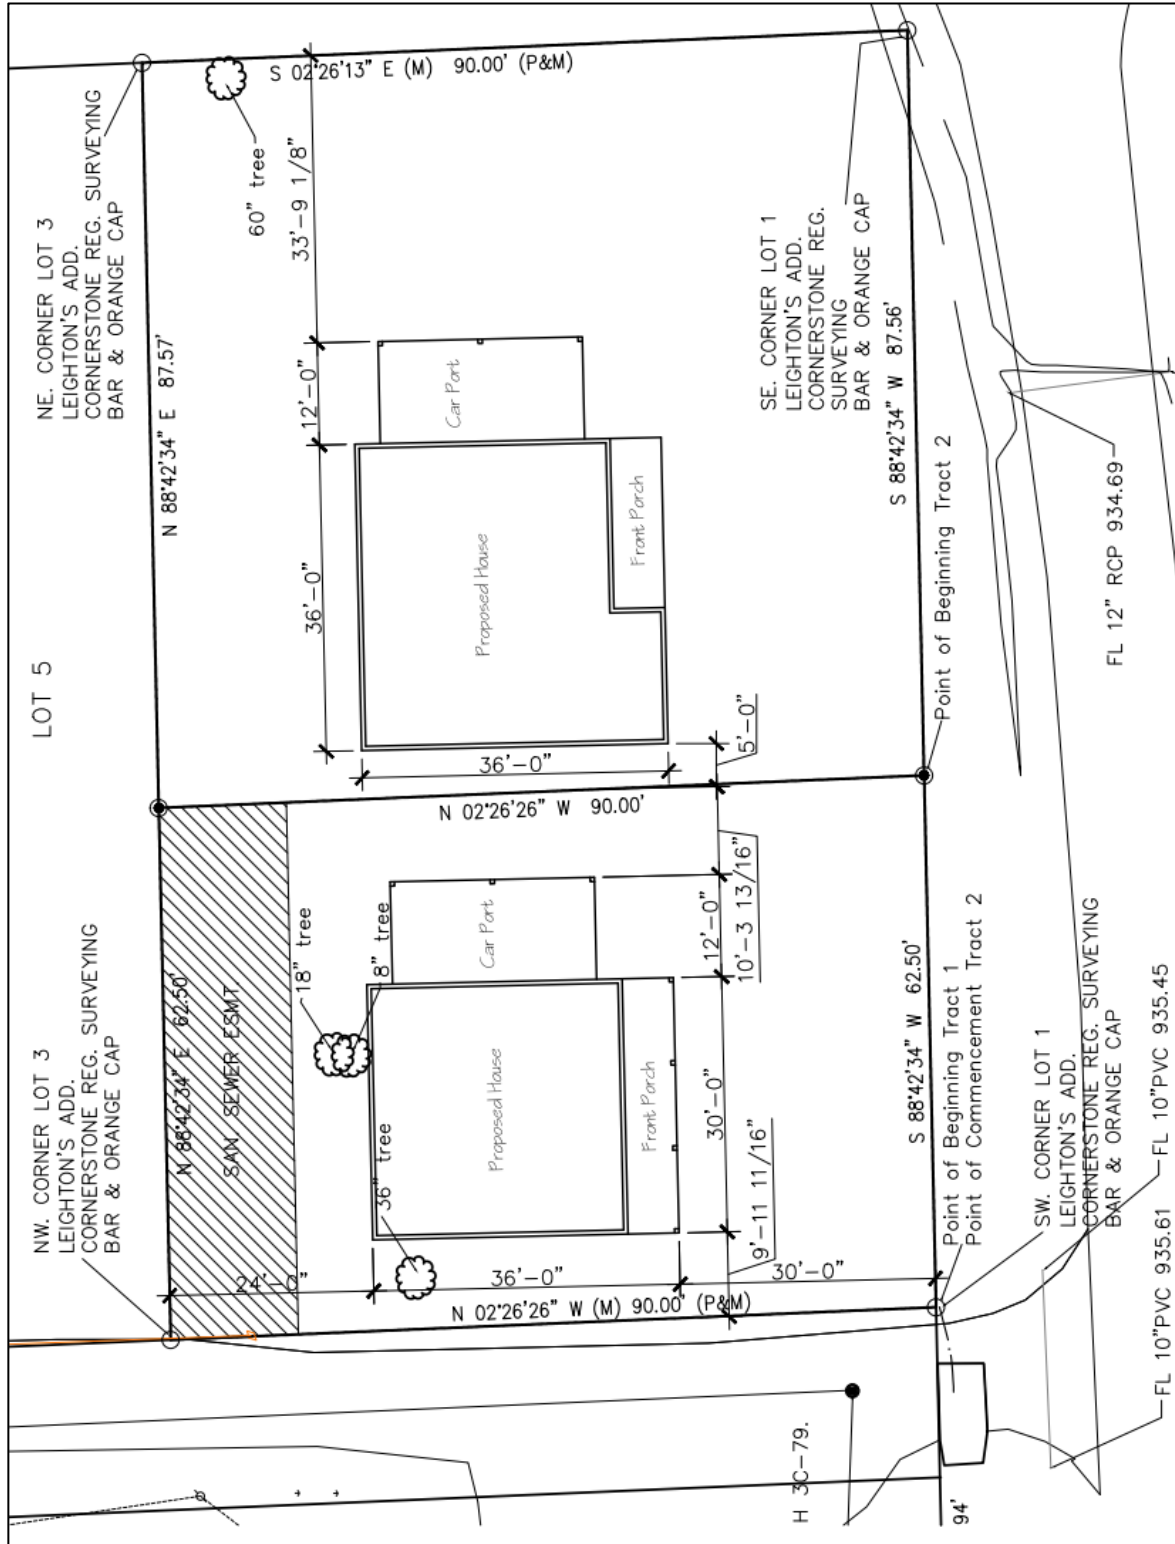 LOT 5
NW. CORNER LOT 3
LEIGHTON'S ADD.
CORNERSTONE REG. SURVEYING
BAR & ORANGE CAP
NE. CORNER LOT 3
LEIGHTON'S ADD.
CORNERSTONE REG. SURVEYING
BAR & ORANGE CAP
N 88°42'34" E 62.50'
SAN SEWER ESMT
N 88°42'34" E 87.57'
S 02°26'13" E (M) 90.00' (P&M)
60" tree
18" tree
8" tree
36" tree
36'-0"
12'-0"
33'-9 1/8"
24'-0"
36'-0"
30'-0"
N 02°26'26" W (M) 90.00' (P&M)
Proposed House
Car Port
Front Porch
N 02°26'26" W 90.00'
36'-0"
Proposed House
Car Port
Front Porch
9'-11 11/16"
30'-0"
12'-0"
10'-3 13/16"
5'-0"
S 88°42'34" W 62.50'
S 88°42'34" W 87.56'
SE. CORNER LOT 1
LEIGHTON'S ADD.
CORNERSTONE REG.
SURVEYING
BAR & ORANGE CAP
Point of Beginning Tract 1
Point of Commencement Tract 2
Point of Beginning Tract 2
SW. CORNER LOT 1
LEIGHTON'S ADD.
CORNERSTONE REG. SURVEYING
BAR & ORANGE CAP
H 3C-79.
94'
FL 12" RCP 934.69
FL 10"PVC 935.61
FL 10"PVC 935.45